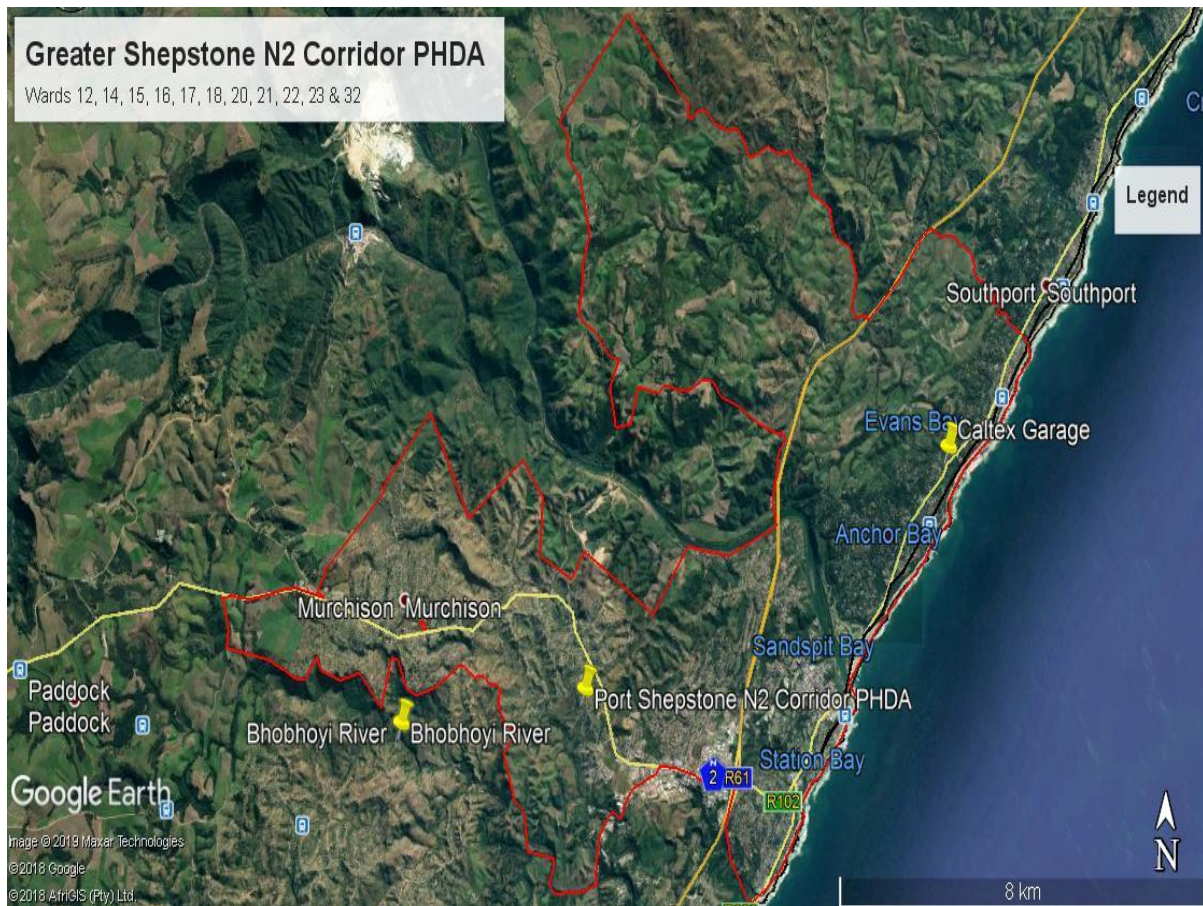 Greater Shepstone N2 Corridor PHDA
Wards 12, 14, 15, 16, 17, 18, 20, 21, 22, 23 & 32
Legend
Southport Southport
Evans Bay
Caltex Garage
Anchor Bay
Murchison Murchison
Sandspit Bay
Paddock
Paddock
Port Shepstone N2 Corridor PHDA
Bhobhoyi River Bhobhoyi River
Station Bay
N
2
R61
R102
Google Earth
Image © 2019 Maxar Technologies
©2018 Google
©2018 AfriGIS (Pty) Ltd.
N
8 km